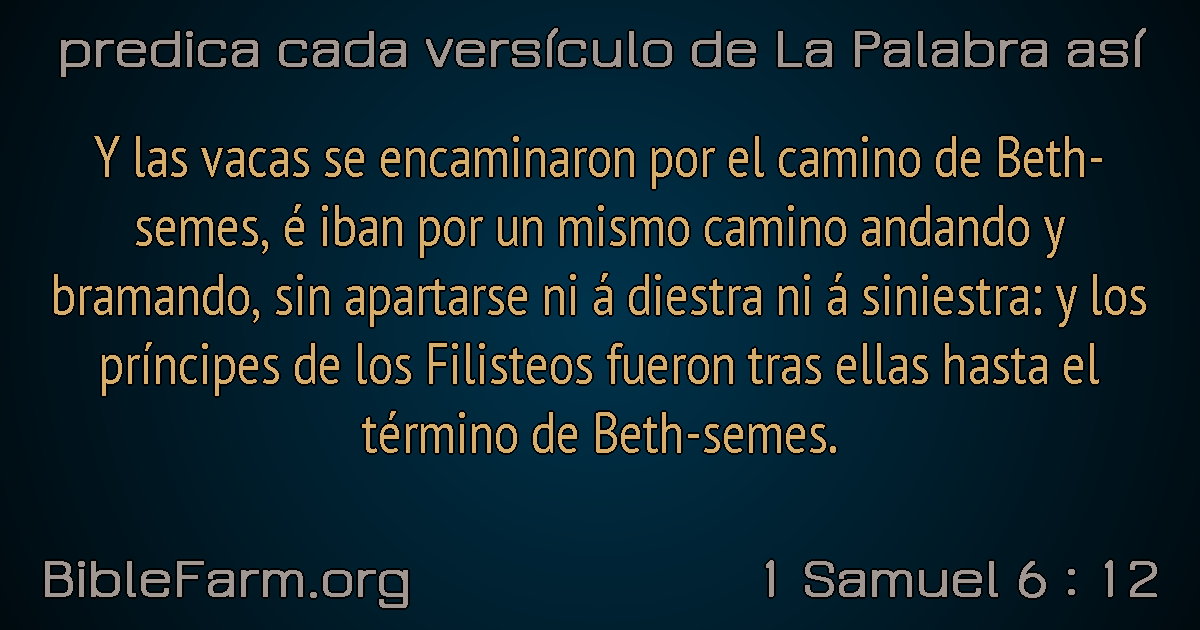 predica cada versículo de La Palabra así
Y las vacas se encaminaron por el camino de Beth-
semes, é iban por un mismo camino andando y
bramando, sin apartarse ni á diestra ni á siniestra: y los
príncipes de los Filisteos fueron tras ellas hasta el
término de Beth-semes.
BibleFarm.org
1 Samuel 6 : 12